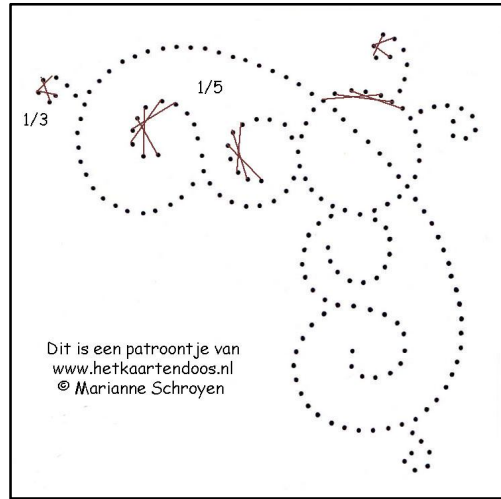 1/5
1/3
Dit is een patroontje van
www.hetkaartendoos.nl
© Marianne Schroyen